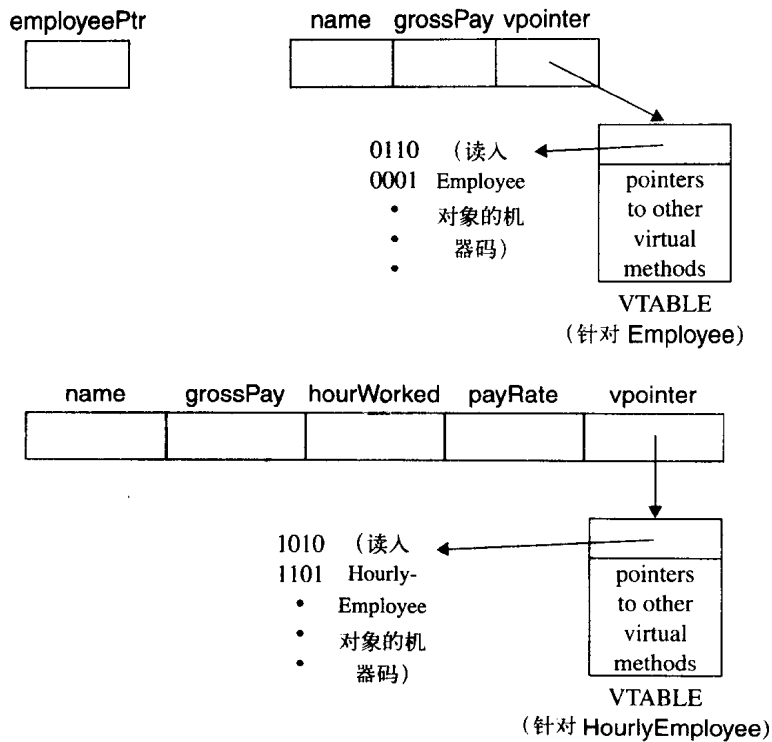 employeePtr
name grossPay vpointer
0110 （读入
0001 Employee
对象的机
器码）
pointers
to other
virtual
methods
VTABLE
（针对 Employee）
name grossPay hourWorked payRate vpointer
1010 （读入
1101 Hourly-
Employee
对象的机
器码）
pointers
to other
virtual
methods
VTABLE
（针对 HourlyEmployee）